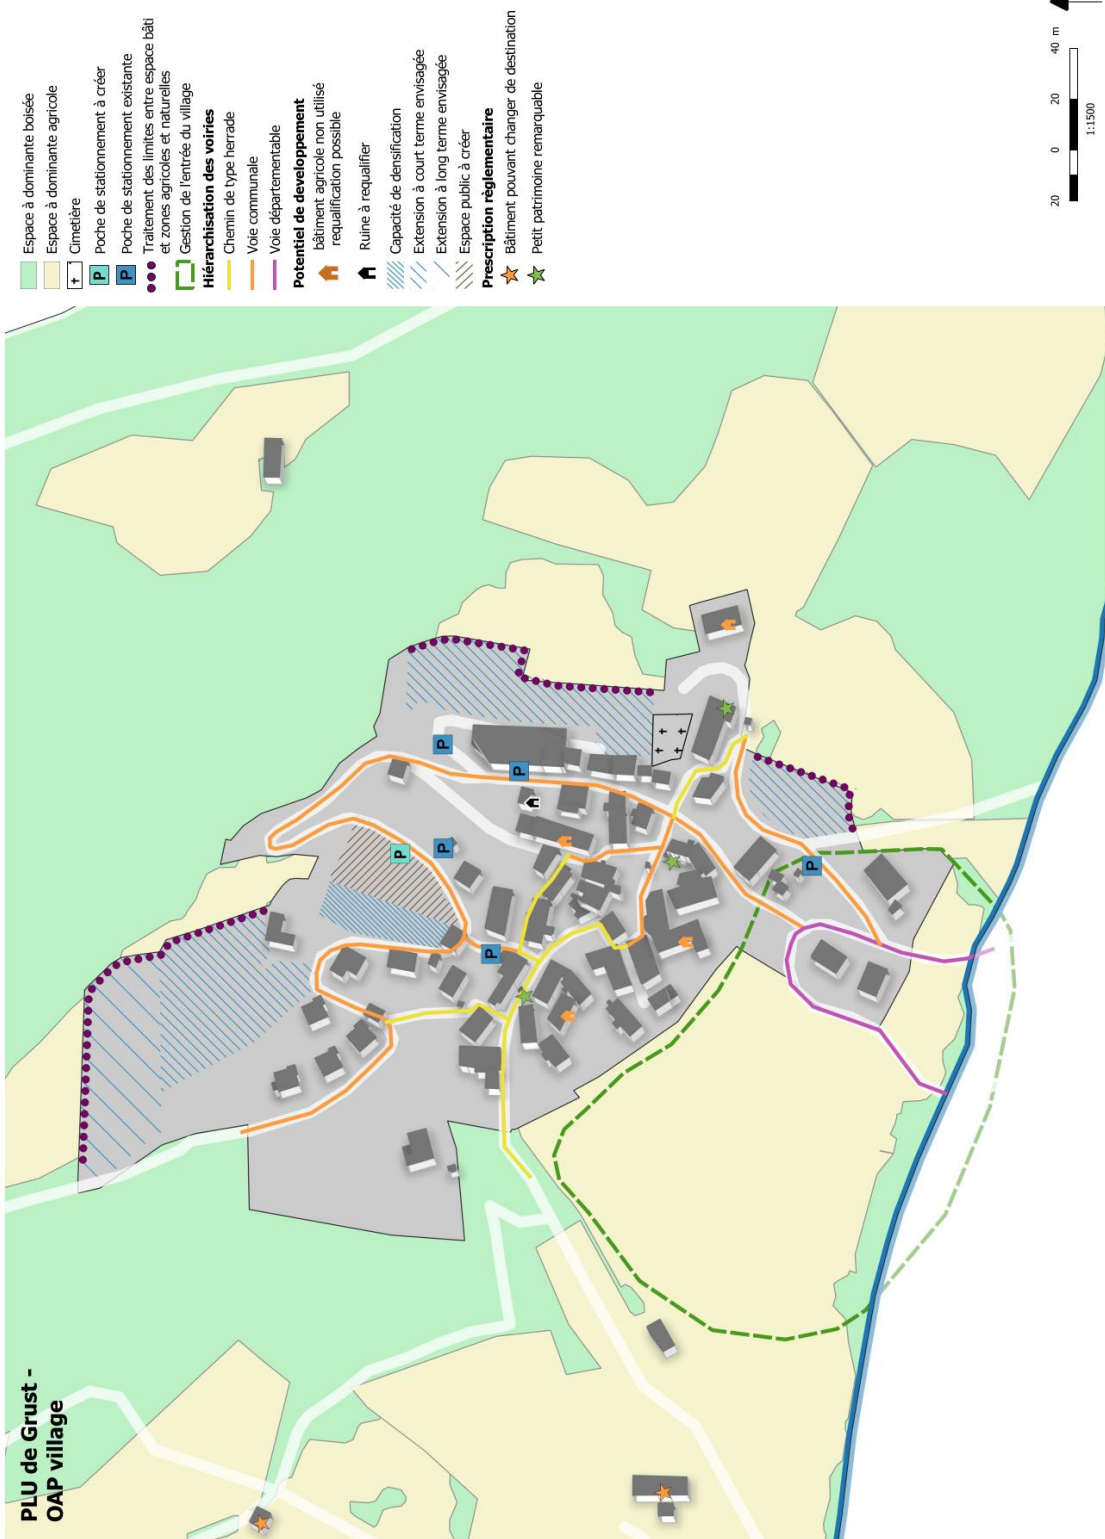 PLU de Grust -
OAP village
Espace à dominante boisée
Espace à dominante agricole
Cimetière
P Poche de stationnement à créer
P Poche de stationnement existante
Traitement des limites entre espace bâti
et zones agricoles et naturelles
Gestion de l'entrée du village
Hiérarchisation des voiries
Chemin de type herrade
Voie communale
Voie départementable
Potentiel de developpement
bâtiment agricole non utilisé
requalification possible
Ruine à requalifier
Capacité de densification
Extension à court terme envisagée
Extension à long terme envisagée
Espace public à créer
Prescription règlementaire
Bâtiment pouvant changer de destination
Petit patrimoine remarquable
P
P
P
P
P
P
20 0 20 40 m
1:1500